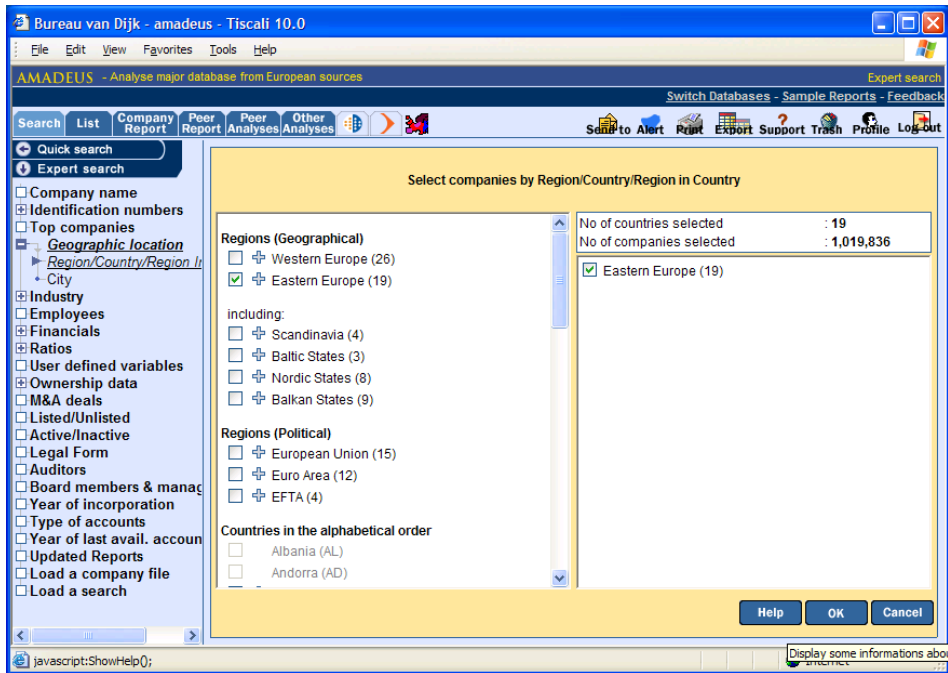 Bureau van Dijk - amadeus - Tiscali 10.0
File Edit View Favorites Tools Help
AMADEUS - Analyse major database from European sources
Expert search
Switch Databases - Sample Reports - Feedback
Search List Company Report Peer Report Peer Analyses Other Analyses
Send to Alert Print Export Support Trash Profile Log out
Quick search
Expert search
Company name
Identification numbers
Top companies
Geographic location
Region/Country/Region In
City
Industry
Employees
Financials
Ratios
User defined variables
Ownership data
M&A deals
Listed/Unlisted
Active/Inactive
Legal Form
Auditors
Board members & manag
Year of incorporation
Type of accounts
Year of last avail. accoun
Updated Reports
Load a company file
Load a search
Select companies by Region/Country/Region in Country
Regions (Geographical)
Western Europe (26)
Eastern Europe (19)
including:
Scandinavia (4)
Baltic States (3)
Nordic States (8)
Balkan States (9)
Regions (Political)
European Union (15)
Euro Area (12)
EFTA (4)
Countries in the alphabetical order
Albania (AL)
Andorra (AD)
No of countries selected : 19
No of companies selected : 1,019,836
Eastern Europe (19)
Help OK Cancel
Display some informations abou
javascript:ShowHelp();